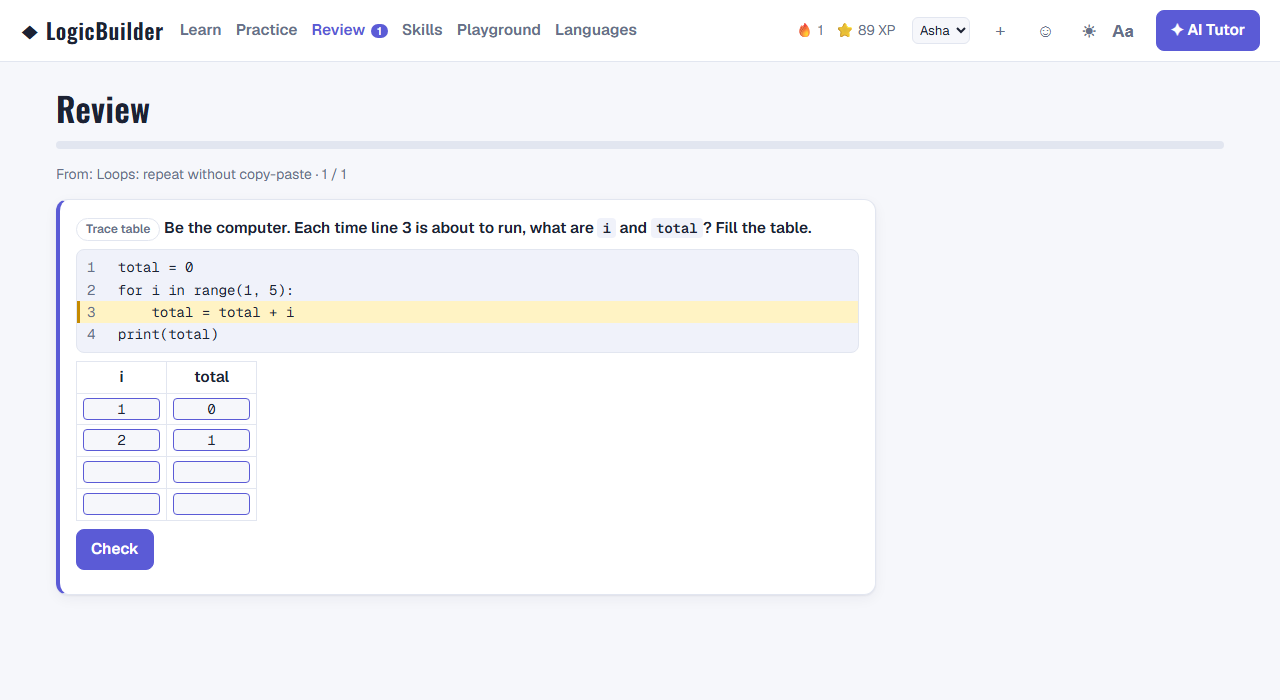 ◆ LogicBuilder Learn Practice Review 1 Skills Playground Languages 🔥 1 ⭐ 89 XP Asha + ☺ ☀ Aa ✦ AI Tutor
Review
From: Loops: repeat without copy-paste · 1 / 1
Trace table Be the computer. Each time line 3 is about to run, what are i and total? Fill the table.
1 total = 0
2 for i in range(1, 5):
3     total = total + i
4 print(total)
i total
1 0
2 1
Check